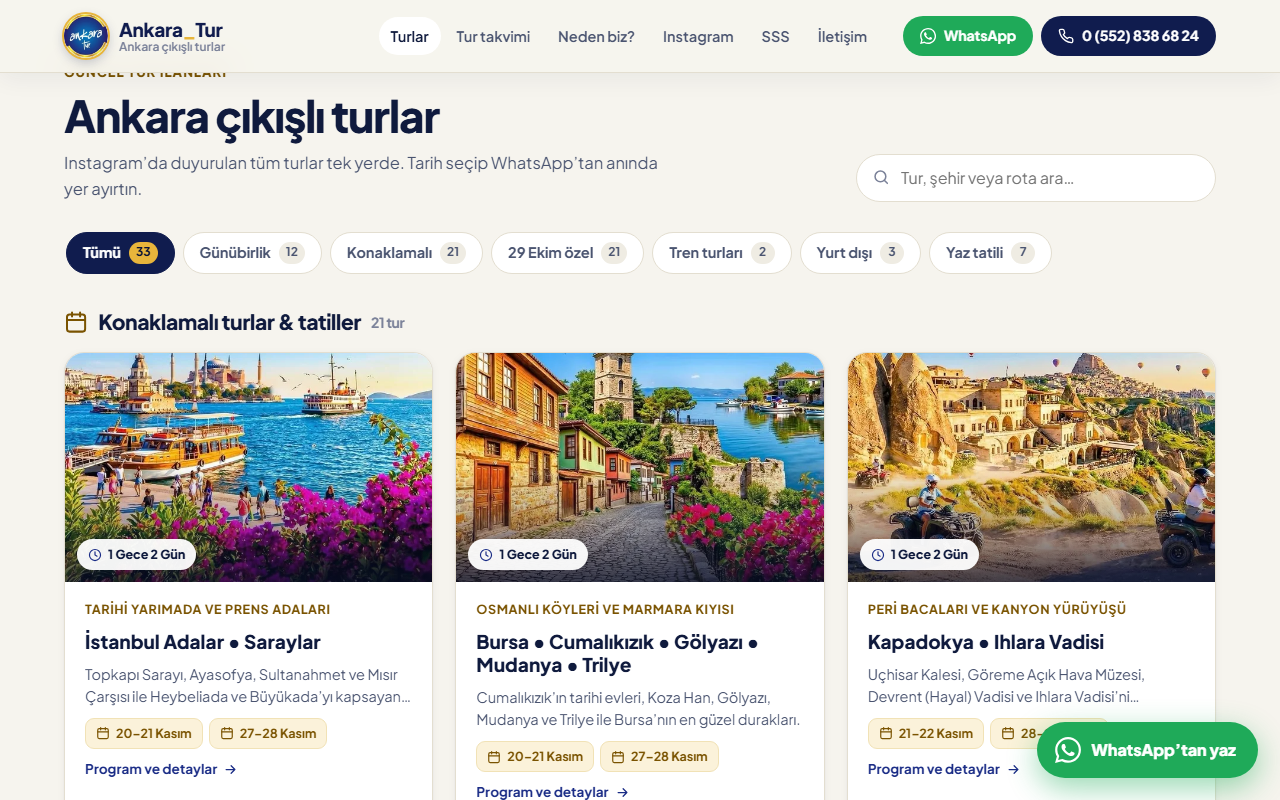 ankara
tur
Ankara_Tur
Ankara çıkışlı turlar
Turlar
Tur takvimi
Neden biz?
Instagram
SSS
İletişim
WhatsApp
0 (552) 838 68 24
GÜNCEL TUR İLANLARI
Ankara çıkışlı turlar
Instagram'da duyurulan tüm turlar tek yerde. Tarih seçip WhatsApp'tan anında
yer ayırtın.
Tur, şehir veya rota ara…
Tümü 33
Günübirlik 12
Konaklamalı 21
29 Ekim özel 21
Tren turları 2
Yurt dışı 3
Yaz tatili 7
Konaklamalı turlar & tatiller 21 tur
1 Gece 2 Gün
TARİHİ YARIMADA VE PRENS ADALARI
İstanbul Adalar ● Saraylar
Topkapı Sarayı, Ayasofya, Sultanahmet ve Mısır
Çarşısı ile Heybeliada ve Büyükada'yı kapsayan…
20–21 Kasım
27–28 Kasım
Program ve detaylar →
1 Gece 2 Gün
OSMANLI KÖYLERİ VE MARMARA KIYISI
Bursa ● Cumalıkızık ● Gölyazı ●
Mudanya ● Trilye
Cumalıkızık'ın tarihi evleri, Koza Han, Gölyazı,
Mudanya ve Trilye ile Bursa'nın en güzel durakları.
20–21 Kasım
27–28 Kasım
Program ve detaylar →
1 Gece 2 Gün
PERİ BACALARI VE KANYON YÜRÜYÜŞÜ
Kapadokya ● Ihlara Vadisi
Uçhisar Kalesi, Göreme Açık Hava Müzesi,
Devrent (Hayal) Vadisi ve Ihlara Vadisi'ni…
21–22 Kasım
28–
Program ve detaylar →
WhatsApp'tan yaz